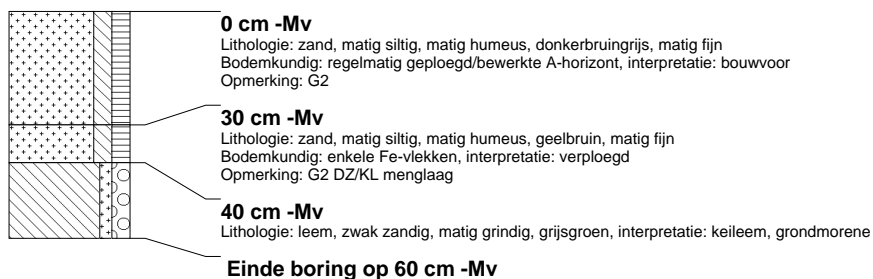 0 cm -Mv
Lithologie: zand, matig siltig, matig humeus, donkerbruingrijs, matig fijn
Bodemkundig: regelmatig geploegd/bewerkte A-horizont, interpretatie: bouwvoor
Opmerking: G2
30 cm -Mv
Lithologie: zand, matig siltig, matig humeus, geelbruin, matig fijn
Bodemkundig: enkele Fe-vlekken, interpretatie: verploegd
Opmerking: G2 DZ/KL menglaag
40 cm -Mv
Lithologie: leem, zwak zandig, matig grindig, grijsgroen, interpretatie: keileem, grondmorene
Einde boring op 60 cm -Mv